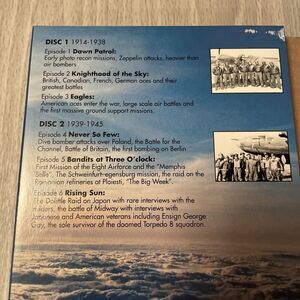 DISC 1 1914-1938
Episode 1 Dawn Patrol:
Early photo recon missions, Zeppelin attacks, heavier than
air bombers
Episode 2 Knighthood of the Sky:
British, Canadian, French, German aces and their
greatest battles
Episode 3 Eagles:
American aces enter the war, large scale air battles and
the first massive ground support missions.
DISC 2 1939-1945
Episode 4 Never So Few:
Dive bomber attacks over Poland, the Battle for the
Channel, Battle of Britain, the first bombing on Berlin
Episode 5 Bandits at Three O'clock:
First Mission of the Eight Airforce and the "Memphis
Belle", The Schweinfurt-egensburg mission, the raid on the
Romanian refineries at Ploiesti, "The Big Week".
Episode 6 Rising Sun:
The Dolittle Raid on Japan with rare interviews with the
raiders, the battle of Midway with interviews with
Japanese and American veterans including Ensign George
Gay, the sole survivor of the doomed Torpedo 8 squadron.